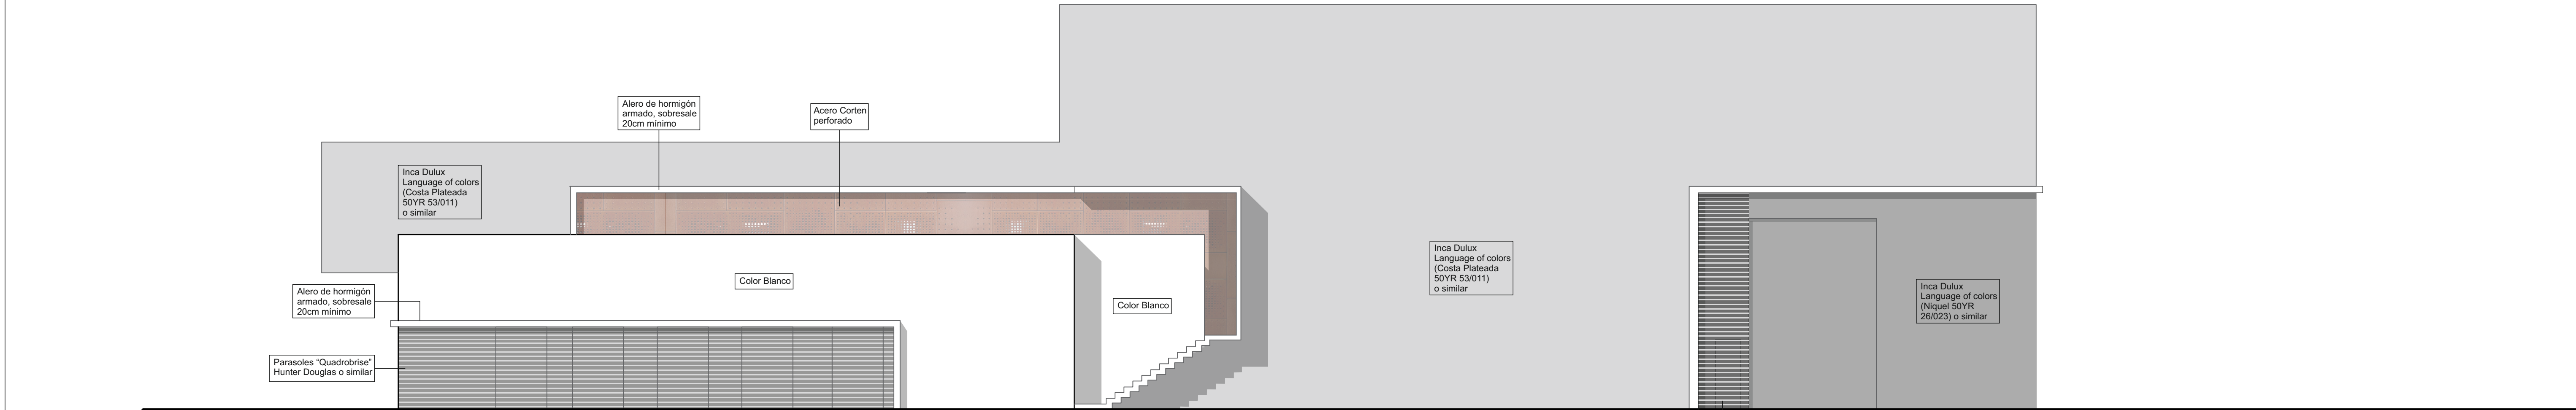 Alero de hormigón
armado, sobresale
20cm mínimo
Acero Corten
perforado
Inca Dulux
Language of colors
(Costa Plateada
50YR 53/011)
o similar
Color Blanco
Alero de hormigón
armado, sobresale
20cm mínimo
Color Blanco
Parasoles “Quadrobrise”
Hunter Douglas o similar
Inca Dulux
Language of colors
(Costa Plateada
50YR 53/011)
o similar
Inca Dulux
Language of colors
(Niquel 50YR
26/023) o similar